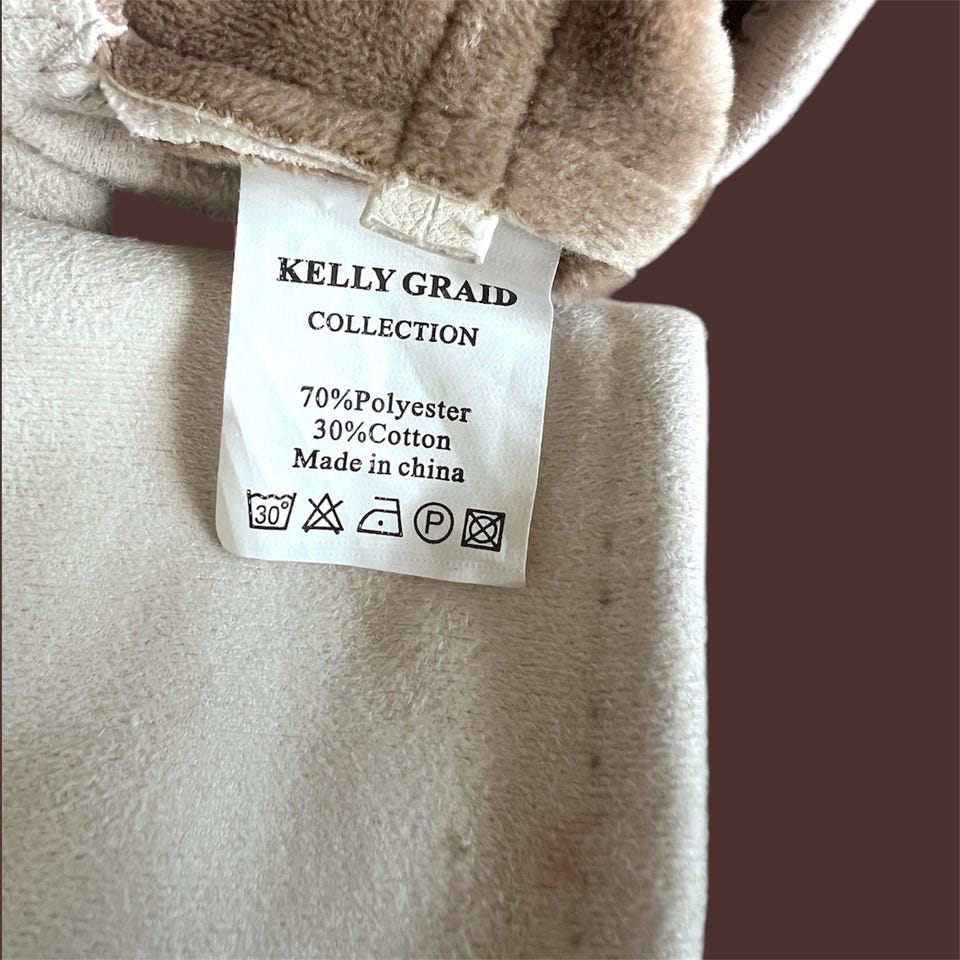 KELLY GRAID
COLLECTION
70%Polyester
30%Cotton
Made in china
30°
P